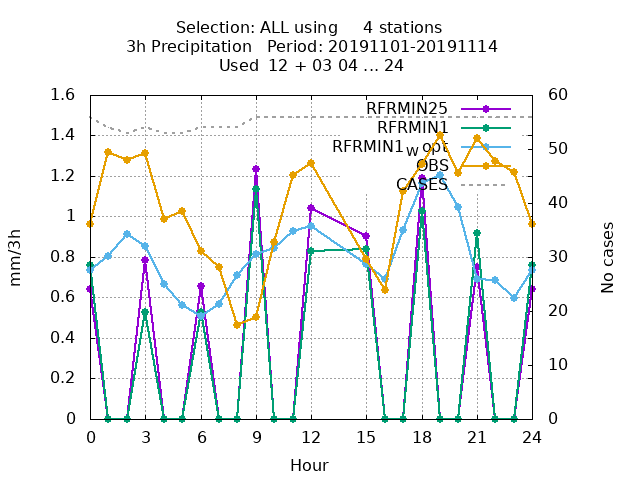 Selection: ALL using 4 stations
3h Precipitation Period: 20191101-20191114
Used 12 + 03 04 ... 24
mm/3h
No cases
1.6
1.4
1.2
1
0.8
0.6
0.4
0.2
0
60
50
40
30
20
10
0
RFRMIN25
RFRMIN1
RFRMIN1w opt
OBS
CASES
0 3 6 9 12 15 18 21 24
Hour